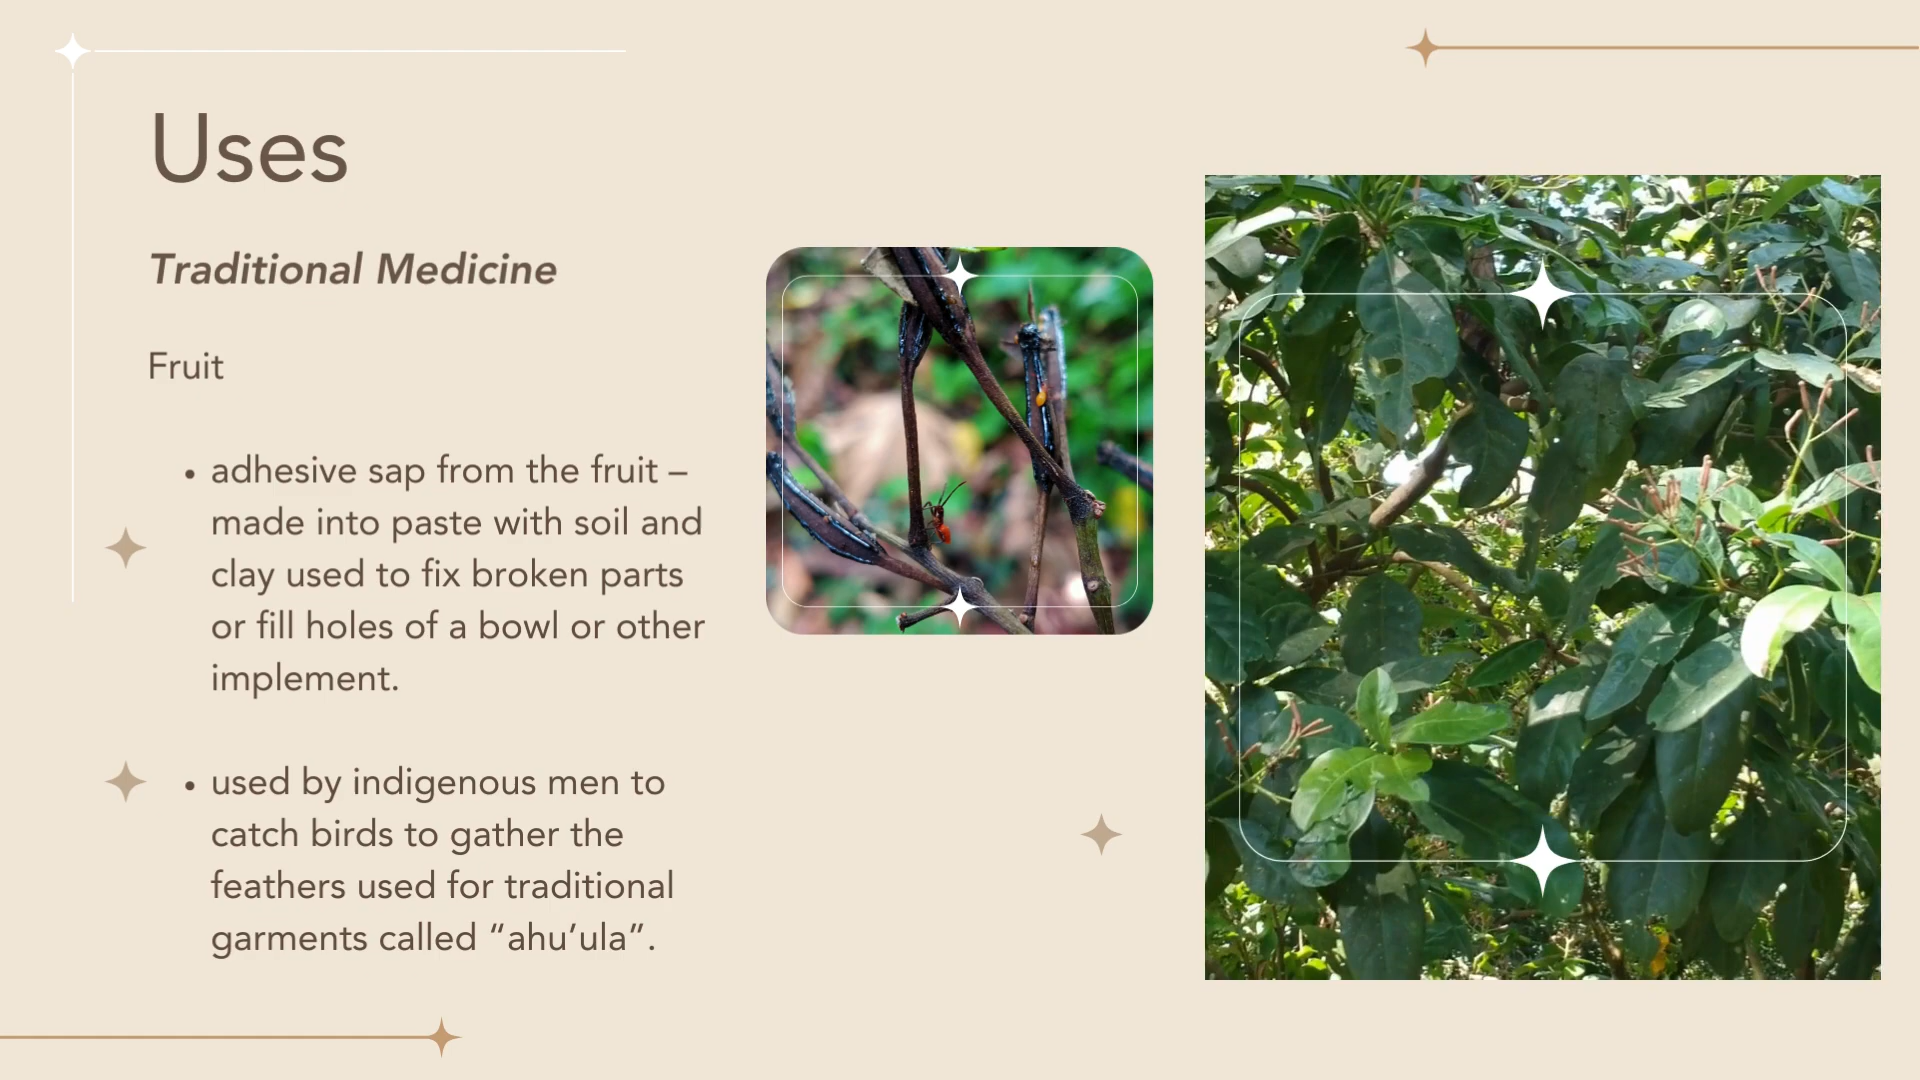 Uses
Traditional Medicine
Fruit
• adhesive sap from the fruit –
made into paste with soil and
clay used to fix broken parts
or fill holes of a bowl or other
implement.
• used by indigenous men to
catch birds to gather the
feathers used for traditional
garments called “ahu’ula”.